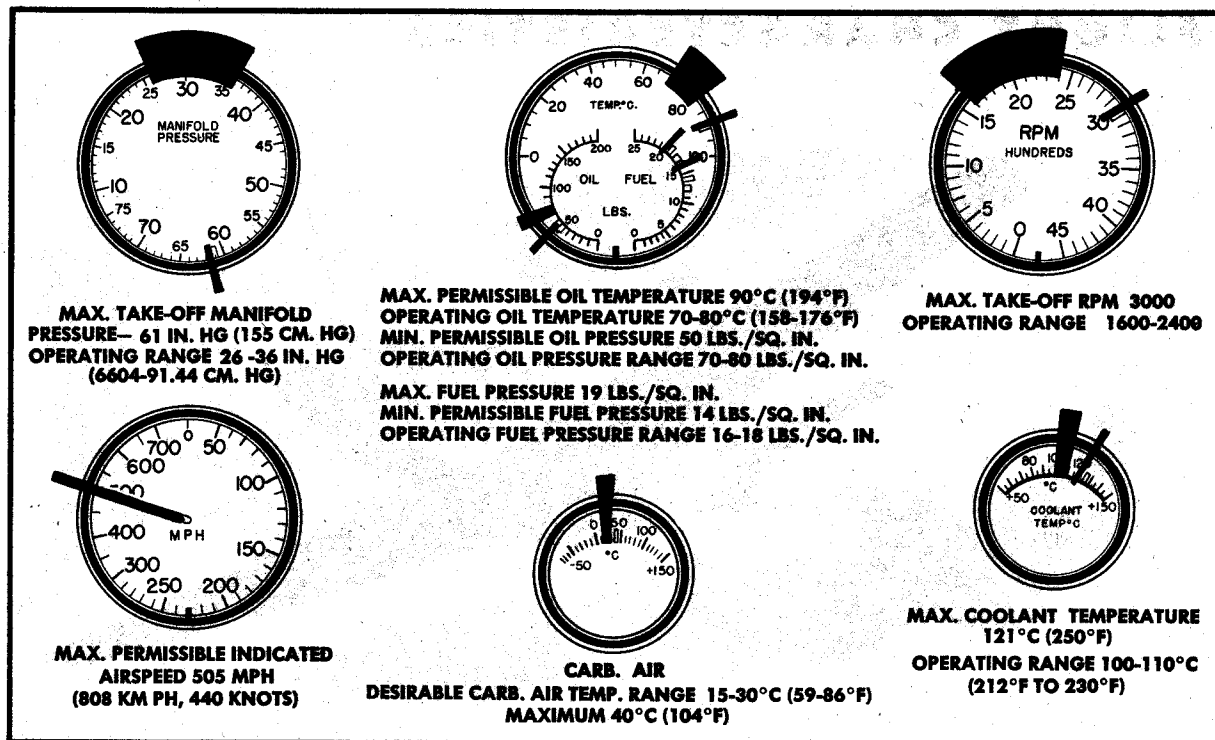 25 30 35
20 40
15 45
10 50
75 55
70 60
65
MANIFOLD
PRESSURE
MAX. TAKE-OFF MANIFOLD
PRESSURE— 61 IN. HG (155 CM. HG)
OPERATING RANGE 26 -36 IN. HG
(6604-91.44 CM. HG)
40 60
20 80
0 100
TEMP.°C.
200 25
150 20
100 15
50 10
0 0 5
OIL FUEL
LBS.
MAX. PERMISSIBLE OIL TEMPERATURE 90°C (194°F)
OPERATING OIL TEMPERATURE 70-80°C (158-176°F)
MIN. PERMISSIBLE OIL PRESSURE 50 LBS./SQ. IN.
OPERATING OIL PRESSURE RANGE 70-80 LBS./SQ. IN.
MAX. FUEL PRESSURE 19 LBS./SQ. IN.
MIN. PERMISSIBLE FUEL PRESSURE 14 LBS./SQ. IN.
OPERATING FUEL PRESSURE RANGE 16-18 LBS./SQ. IN.
20 25
15 30
10 35
5 40
0 45
RPM
HUNDREDS
MAX. TAKE-OFF RPM 3000
OPERATING RANGE 1600-2400
700 0 50
600 100
400 150
300 250 200
MPH
MAX. PERMISSIBLE INDICATED
AIRSPEED 505 MPH
(808 KM PH, 440 KNOTS)
0 50 100
-50 °C +150
CARB. AIR
DESIRABLE CARB. AIR TEMP. RANGE 15-30°C (59-86°F)
MAXIMUM 40°C (104°F)
80 120
+50 °C +150
COOLANT
TEMP°C
MAX. COOLANT TEMPERATURE
121°C (250°F)
OPERATING RANGE 100-110°C
(212°F TO 230°F)